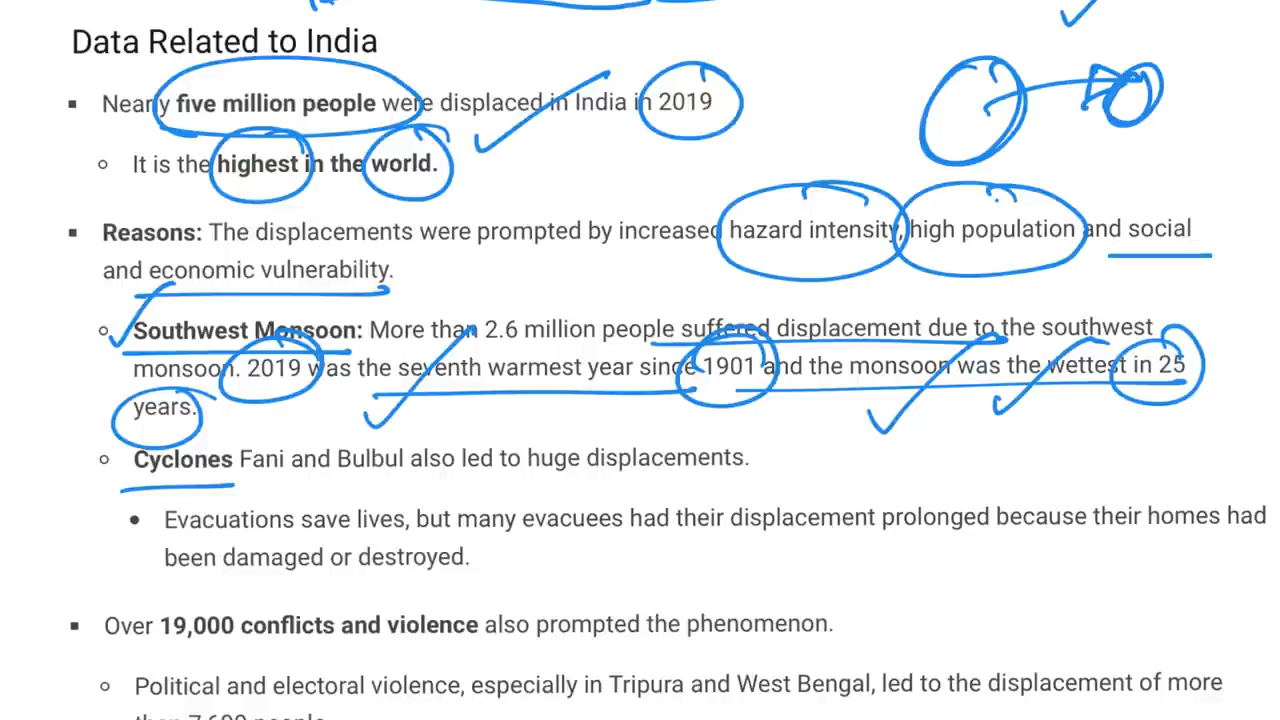 Data Related to India
▪ Nearly five million people were displaced in India in 2019
o It is the highest in the world.
▪ Reasons: The displacements were prompted by increased hazard intensity, high population and social
and economic vulnerability.
o Southwest Monsoon: More than 2.6 million people suffered displacement due to the southwest
monsoon. 2019 was the seventh warmest year since 1901 and the monsoon was the wettest in 25
years.
o Cyclones Fani and Bulbul also led to huge displacements.
• Evacuations save lives, but many evacuees had their displacement prolonged because their homes had
been damaged or destroyed.
▪ Over 19,000 conflicts and violence also prompted the phenomenon.
o Political and electoral violence, especially in Tripura and West Bengal, led to the displacement of more
than people.